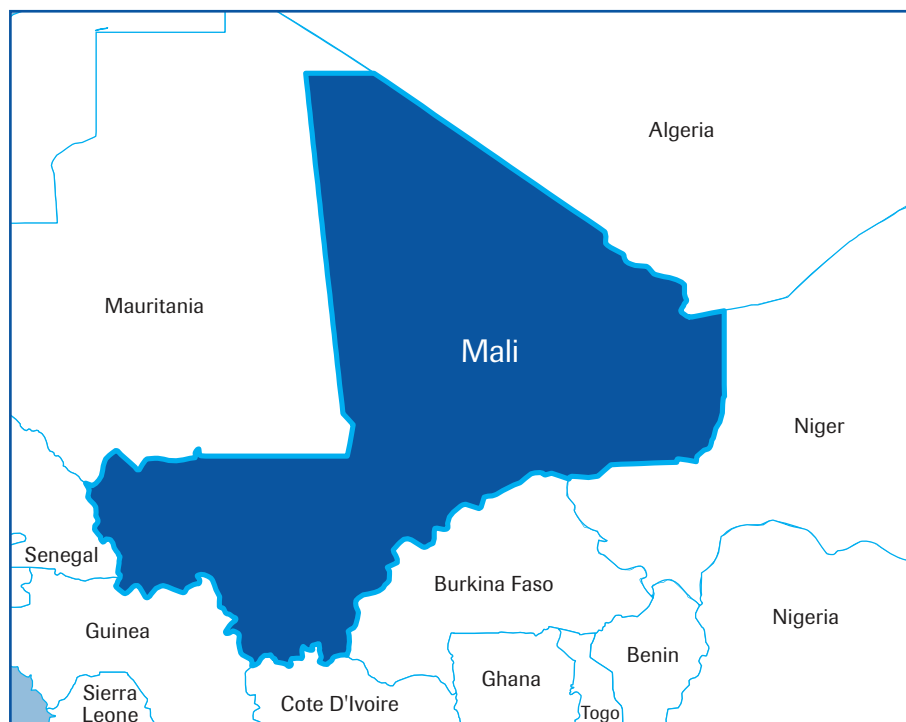 Algeria
Mauritania
Mali
Niger
Senegal
Burkina Faso
Guinea
Nigeria
Benin
Ghana
Sierra
Leone
Cote D'Ivoire
Togo